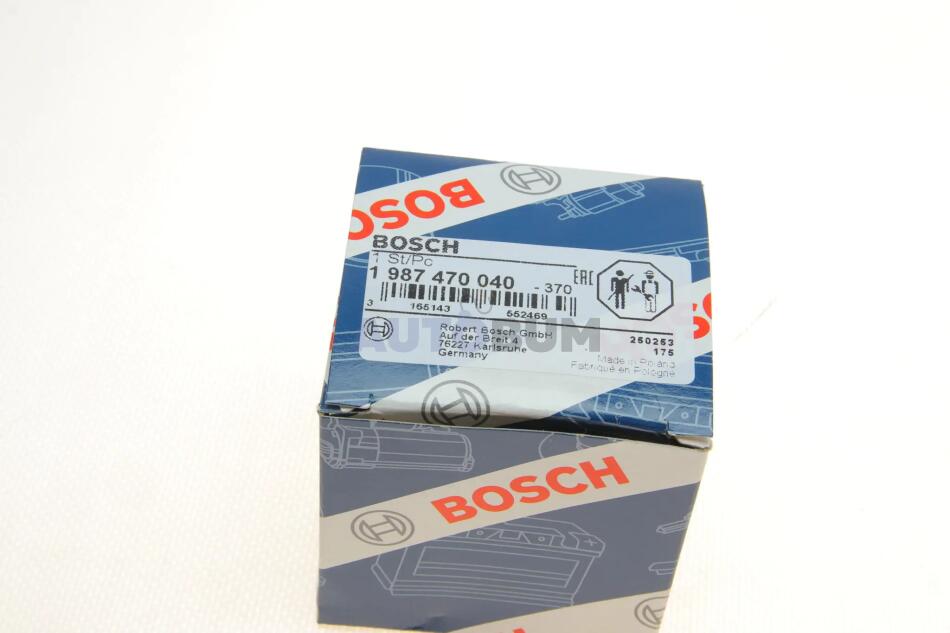 BOSCH
BOSCH
1 St/Pc
1 987 470 040 - 370
EAC
3 165143 552469
Robert Bosch GmbH
Auf der Breit 4
76227 Karlsruhe
Germany
250253
175
Made in Poland
Fabriqué en Pologne
AUTODUM
BOSCH